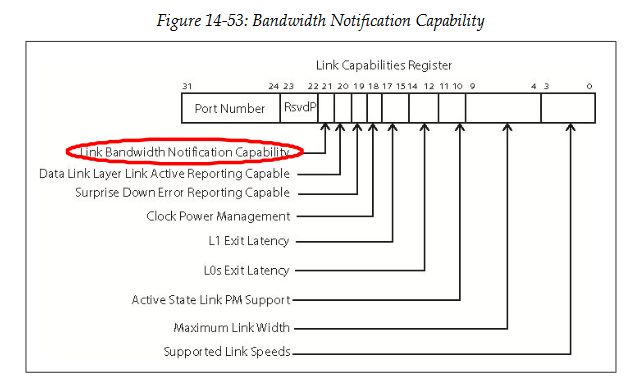 Figure 14-53: Bandwidth Notification Capability
Link Capabilities Register
31 24 23 22 21 20 19 18 17 15 14 12 11 10 9 4 3 0
Port Number RsvdP
Link Bandwidth Notification Capability
Data Link Layer Link Active Reporting Capable
Surprise Down Error Reporting Capable
Clock Power Management
L1 Exit Latency
L0s Exit Latency
Active State Link PM Support
Maximum Link Width
Supported Link Speeds